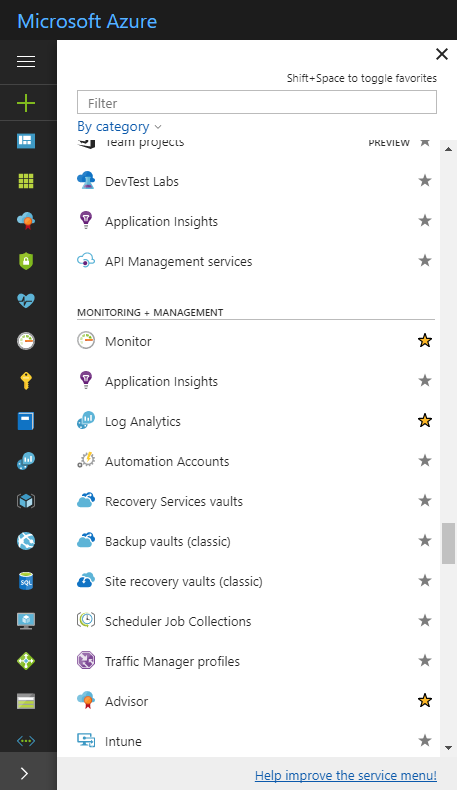 Microsoft Azure
Shift+Space to toggle favorites
Filter
By category
Team projects PREVIEW
DevTest Labs
Application Insights
API Management services
MONITORING + MANAGEMENT
Monitor
Application Insights
Log Analytics
Automation Accounts
Recovery Services vaults
Backup vaults (classic)
Site recovery vaults (classic)
Scheduler Job Collections
Traffic Manager profiles
Advisor
SQL
Intune
Help improve the service menu!